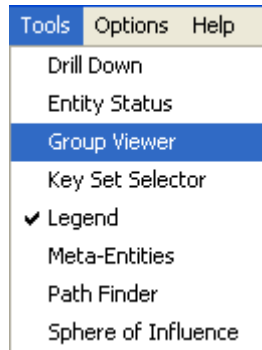 Tools Options Help
Drill Down
Entity Status
Group Viewer
Key Set Selector
✔ Legend
Meta-Entities
Path Finder
Sphere of Influence